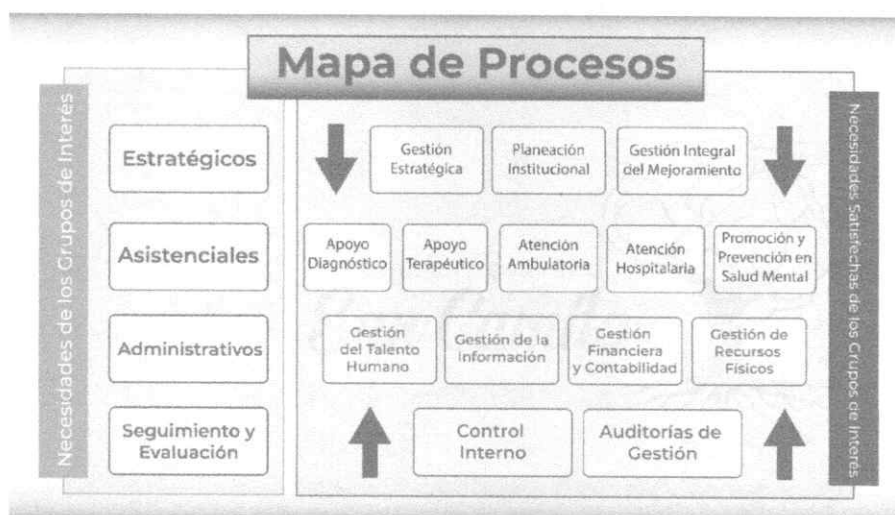 Mapa de Procesos
Necesidades de los Grupos de Interés
Estratégicos
Gestión
Estratégica
Planeación
Institucional
Gestión Integral
del Mejoramiento
Asistenciales
Apoyo
Diagnóstico
Apoyo
Terapéutico
Atención
Ambulatoria
Atención
Hospitalaria
Promoción y
Prevención en
Salud Mental
Administrativos
Gestión
del Talento
Humano
Gestión de la
Información
Gestión
Financiera
y Contabilidad
Gestión de
Recursos
Físicos
Seguimiento y
Evaluación
Control
Interno
Auditorías de
Gestión
Necesidades Satisfechas de los Grupos de Interés